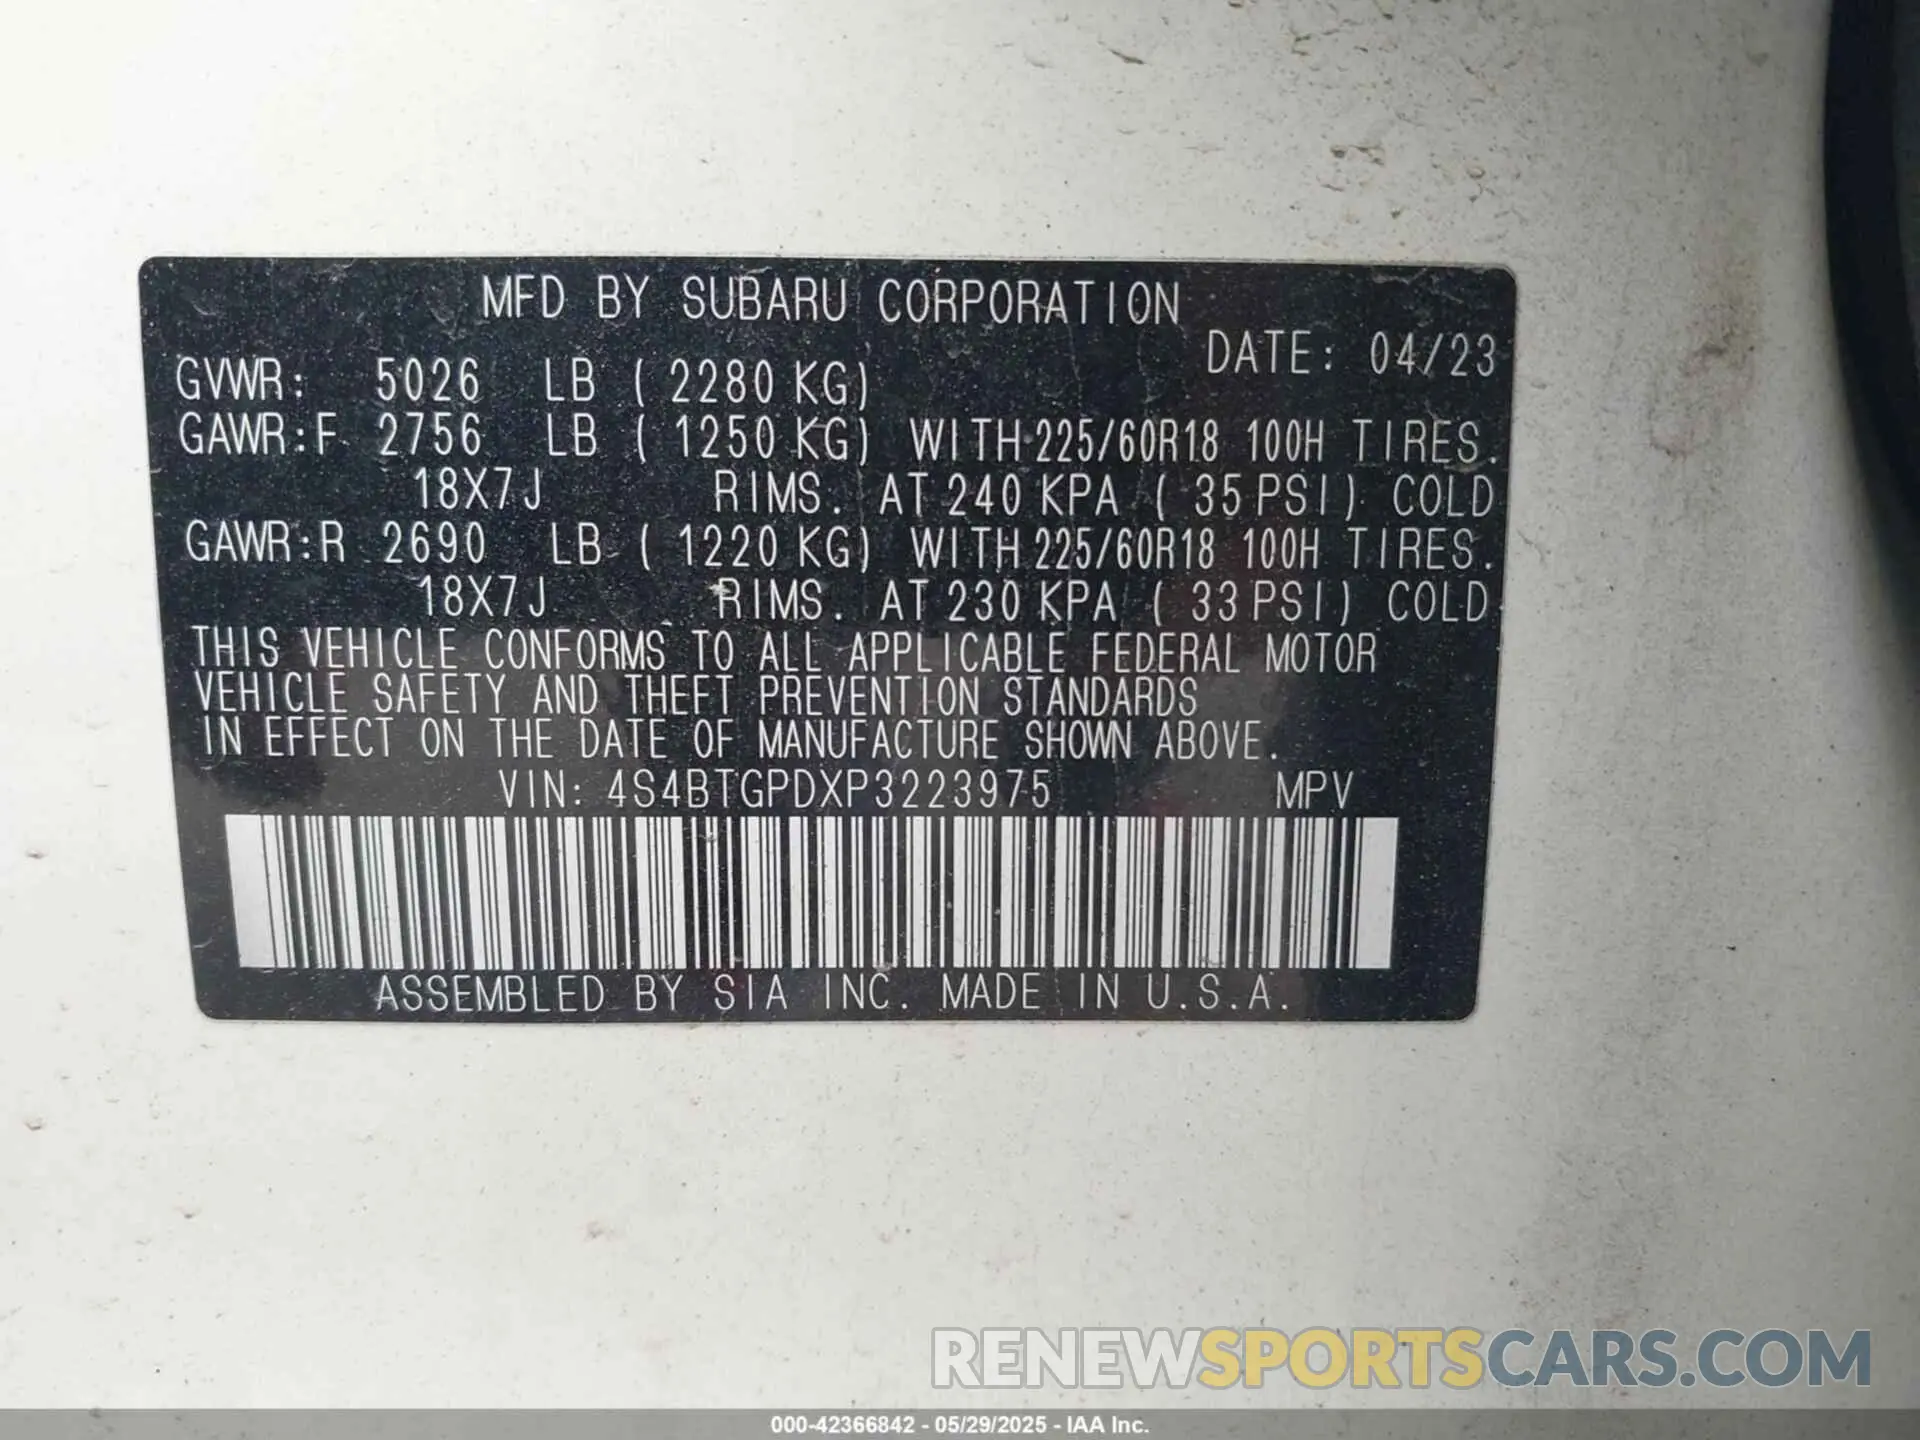 MFD BY SUBARU CORPORATION
DATE: 04/23
GVWR: 5026 LB ( 2280 KG)
GAWR:F 2756 LB ( 1250 KG) WITH 225/60R18 100H TIRES.
18X7J RIMS. AT 240 KPA ( 35 PSI) COLD
GAWR:R 2690 LB ( 1220 KG) WITH 225/60R18 100H TIRES.
18X7J RIMS. AT 230 KPA ( 33 PSI) COLD
THIS VEHICLE CONFORMS TO ALL APPLICABLE FEDERAL MOTOR
VEHICLE SAFETY AND THEFT PREVENTION STANDARDS
IN EFFECT ON THE DATE OF MANUFACTURE SHOWN ABOVE.
VIN: 4S4BTGPDXP3223975 MPV
ASSEMBLED BY SIA INC. MADE IN U.S.A.
RENEWSPORTSCARS.COM
000-42366842 - 05/29/2025 - IAA Inc.